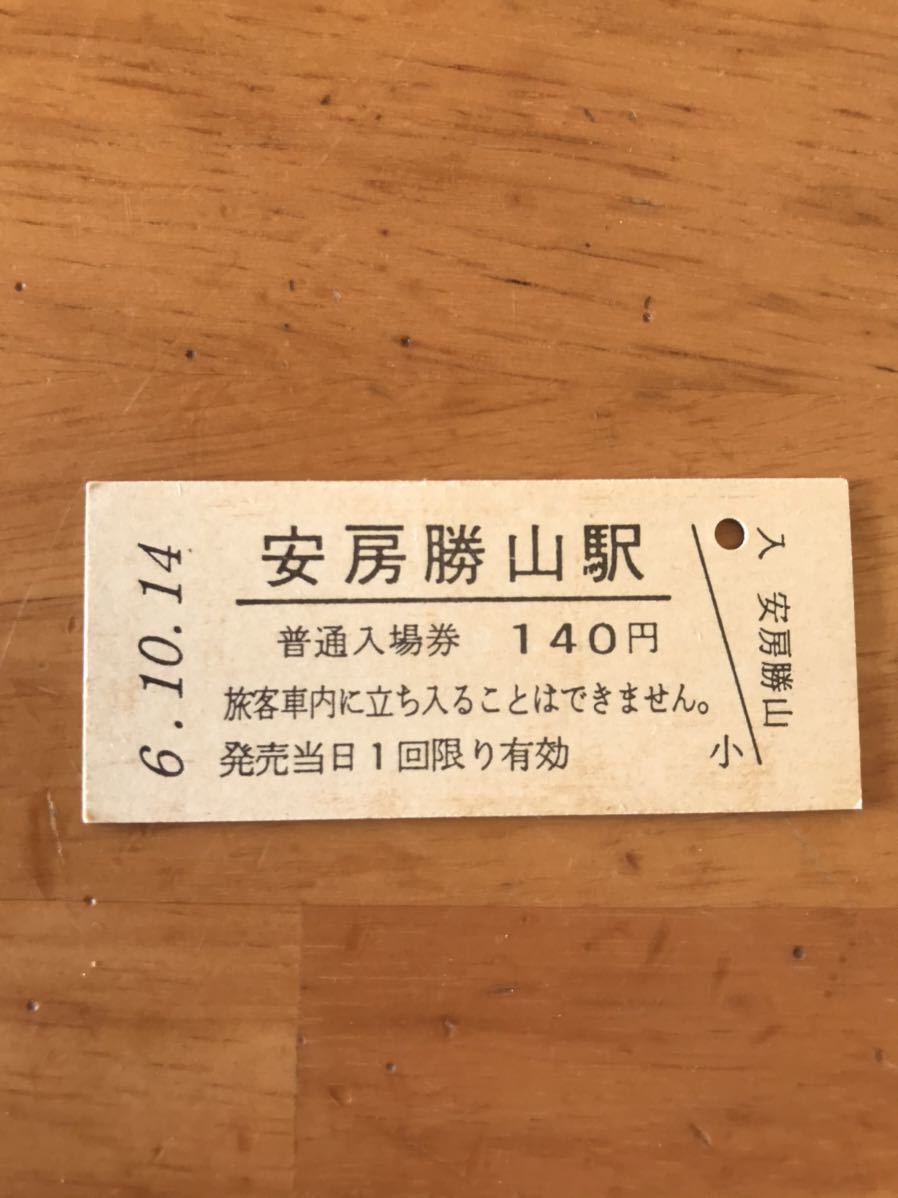 6.10.14
安房勝山駅
普通入場券 140円
旅客車内に立ち入ることはできません。
発売当日1回限り有効
小
入 安房勝山